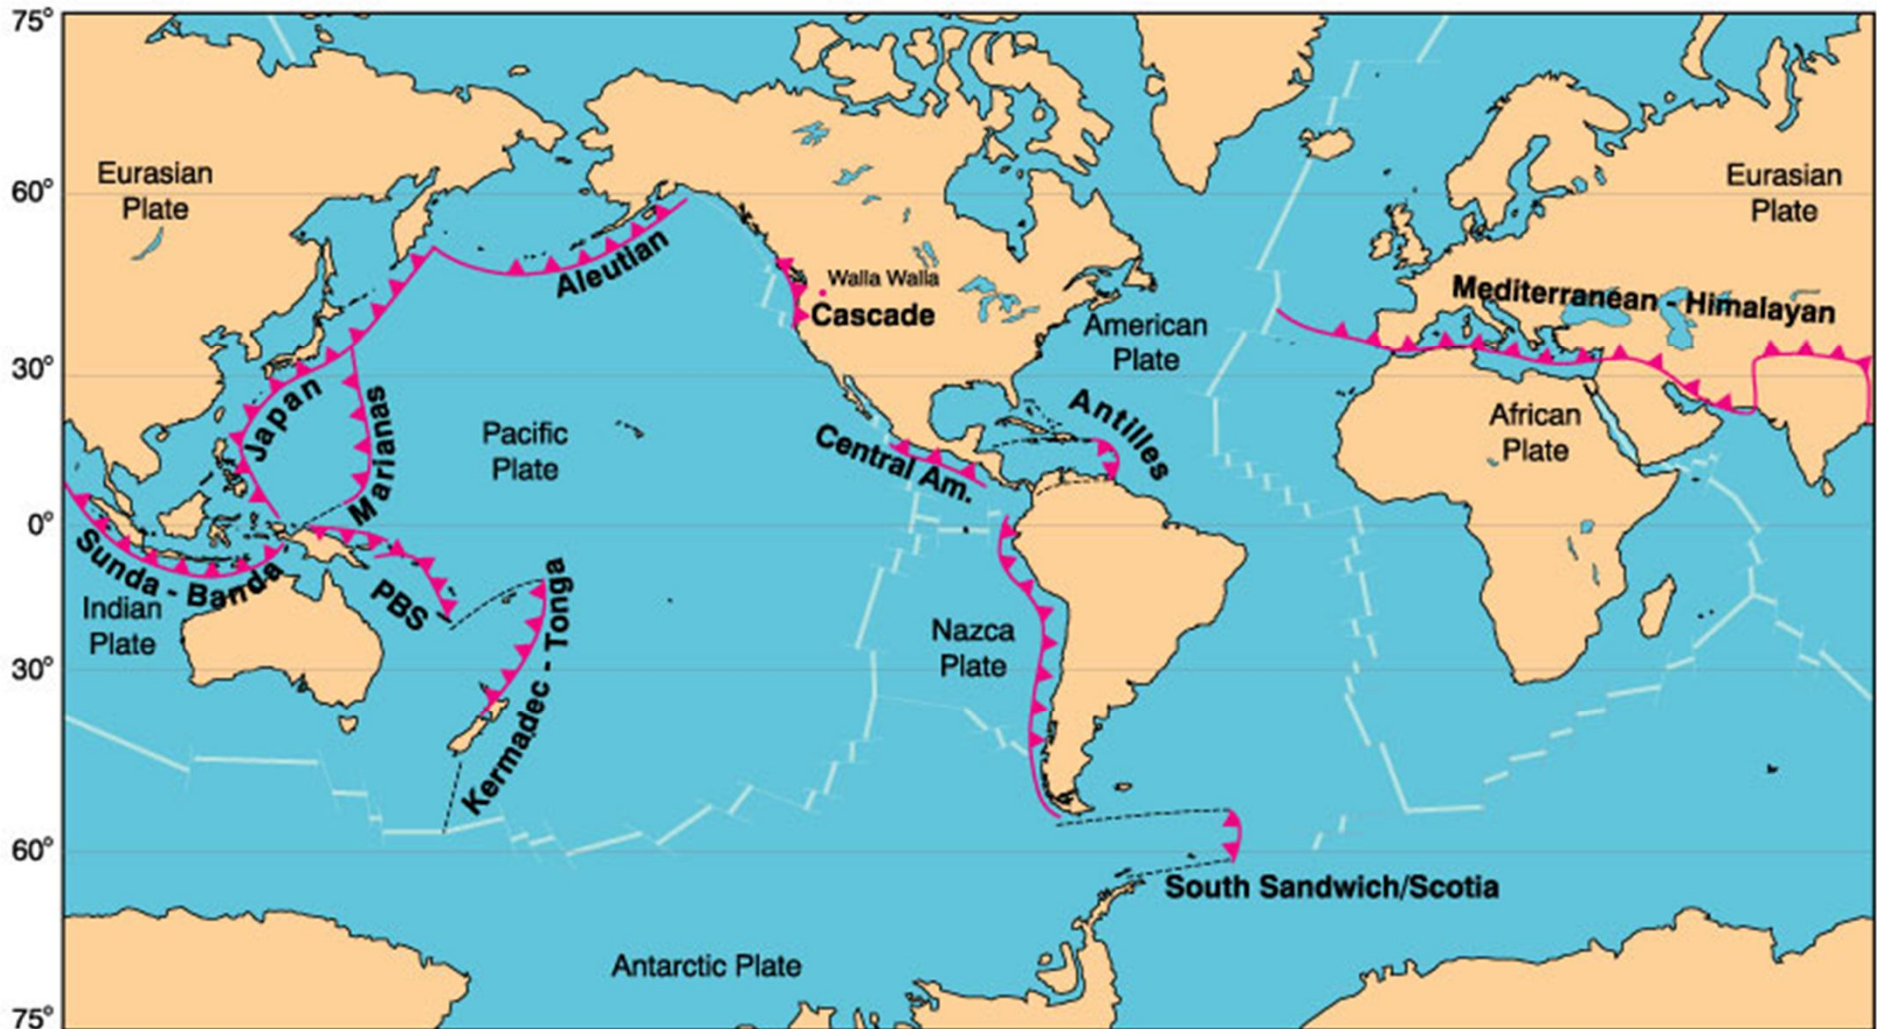 75°
60°
30°
0°
30°
60°
75°
Eurasian
Plate
Aleutian
Walla Walla
Cascade
American
Plate
Mediterranean - Himalayan
Eurasian
Plate
Japan
Marianas
Pacific
Plate
Central Am.
Antilles
African
Plate
Sunda - Banda
Indian
Plate
PBS
Kermadec - Tonga
Nazca
Plate
South Sandwich/Scotia
Antarctic Plate